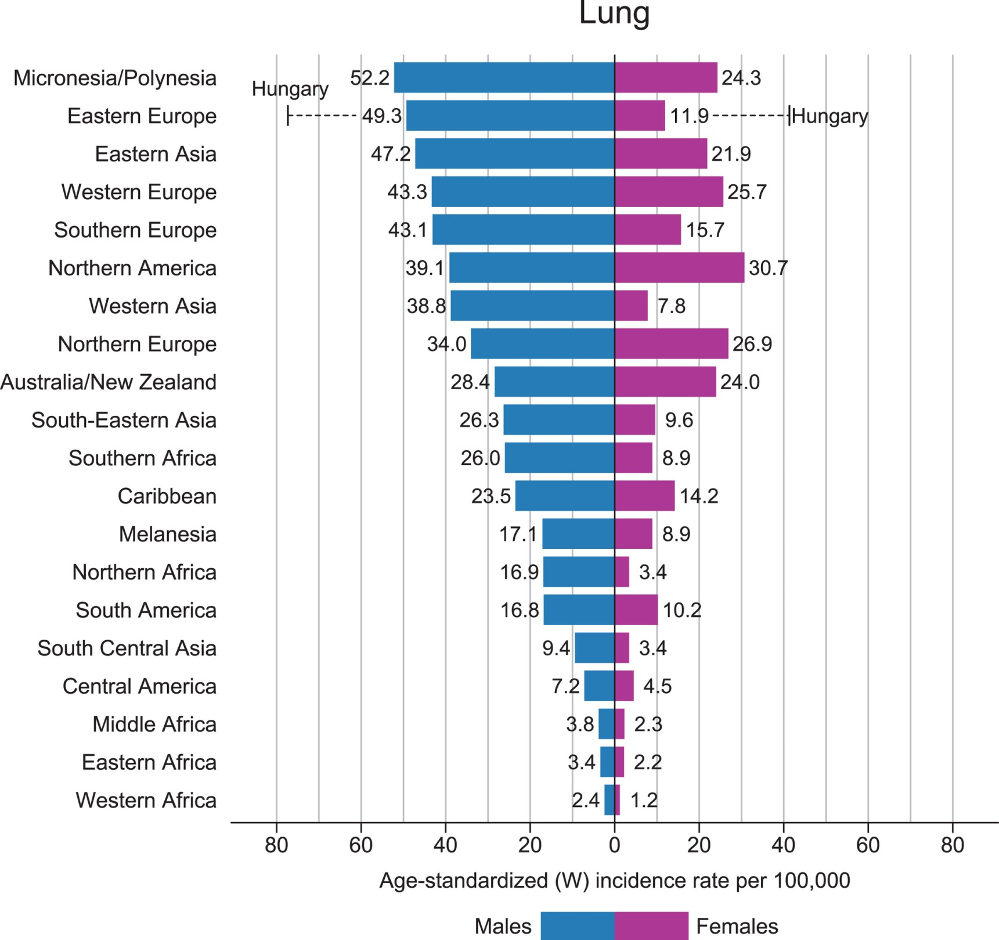 Lung
Micronesia/Polynesia 52.2 24.3
Hungary
Eastern Europe 49.3 11.9 Hungary
Eastern Asia 47.2 21.9
Western Europe 43.3 25.7
Southern Europe 43.1 15.7
Northern America 39.1 30.7
Western Asia 38.8 7.8
Northern Europe 34.0 26.9
Australia/New Zealand 28.4 24.0
South-Eastern Asia 26.3 9.6
Southern Africa 26.0 8.9
Caribbean 23.5 14.2
Melanesia 17.1 8.9
Northern Africa 16.9 3.4
South America 16.8 10.2
South Central Asia 9.4 3.4
Central America 7.2 4.5
Middle Africa 3.8 2.3
Eastern Africa 3.4 2.2
Western Africa 2.4 1.2
80 60 40 20 0 20 40 60 80
Age-standardized (W) incidence rate per 100,000
Males Females